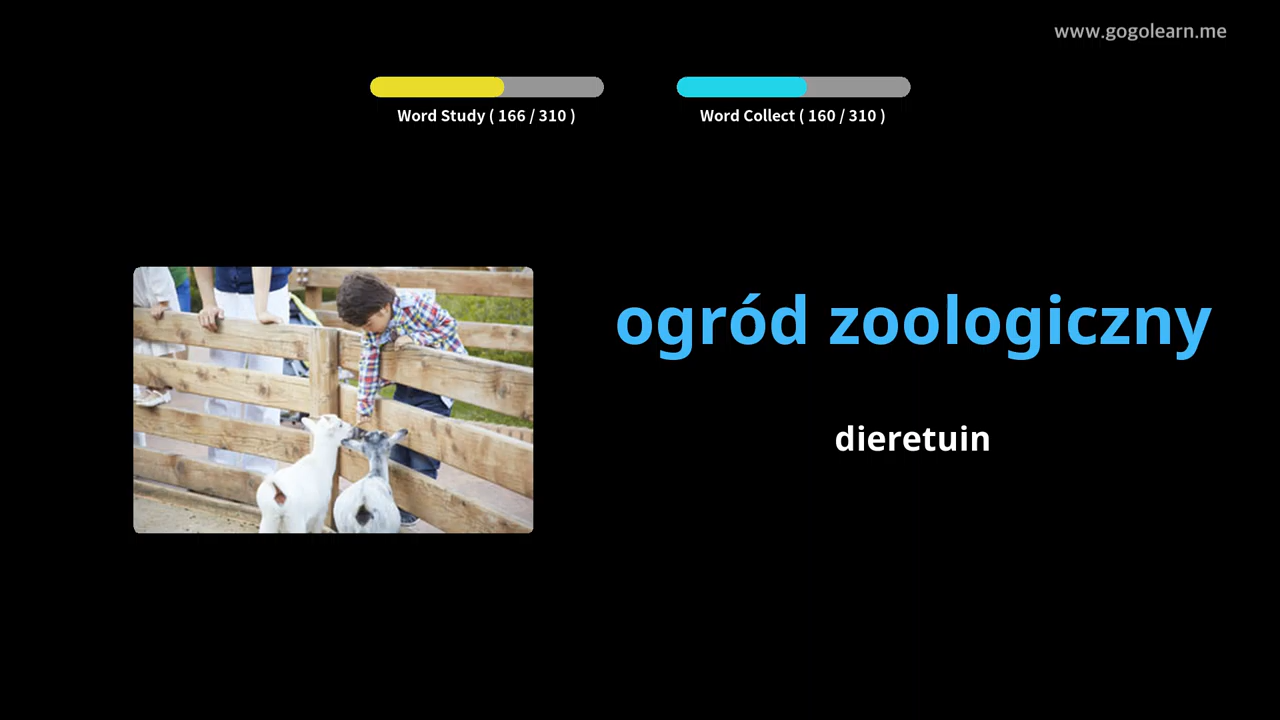 www.gogolearn.me
Word Study ( 166 / 310 )
Word Collect ( 160 / 310 )
ogród zoologiczny
dieretuin